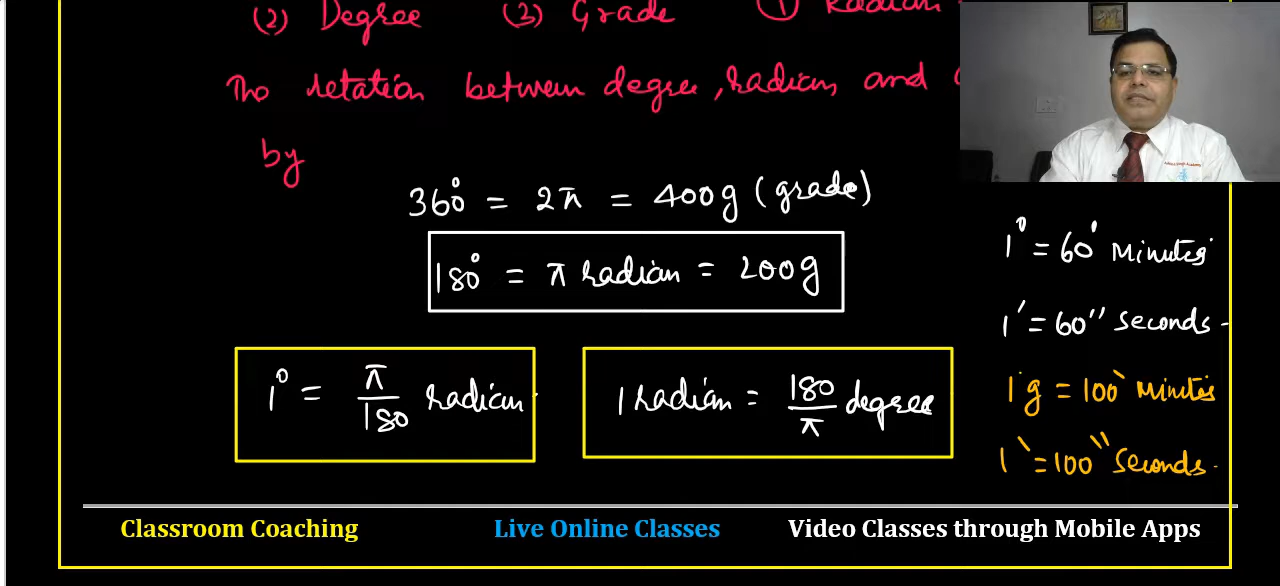 (2) Degree (3) Grade (1) Radian
The relation between degree, radian and
by
360° = 2π = 400g (grade)
180° = π radian = 200g
1° = π/180 radian
1 radian = 180/π degree
1° = 60' Minutes
1' = 60'' Seconds
1g = 100` Minutes
1` = 100`` Seconds
Classroom Coaching Live Online Classes Video Classes through Mobile Apps